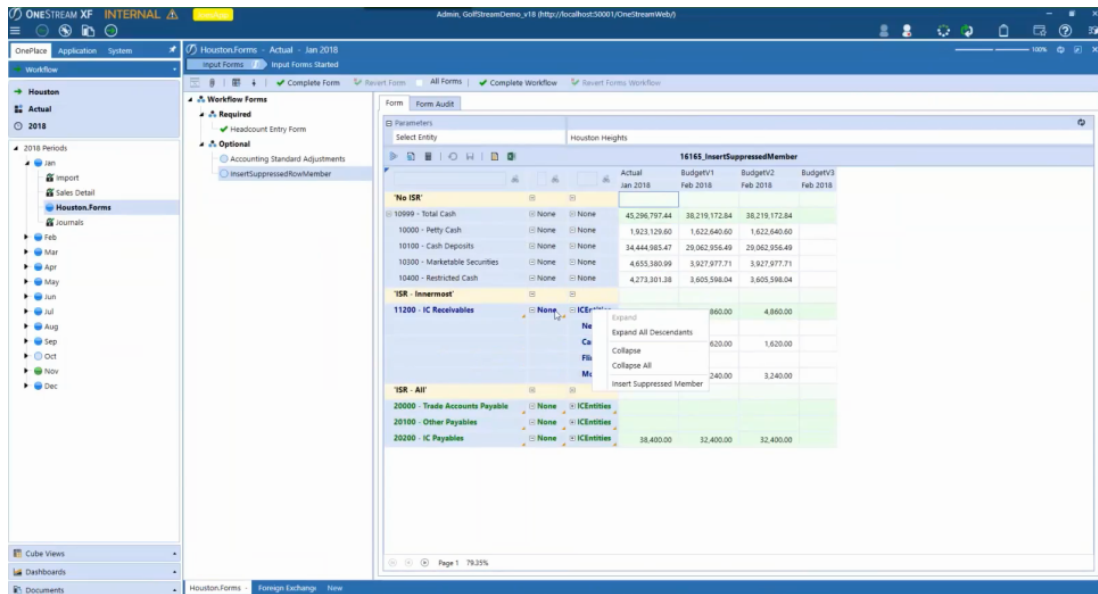 ONESTREAM XF INTERNAL
Admin, GolfStreamDemo_v18 (http://localhost:50001/OneStreamWeb/)
100%
OnePlace Application System
Workflow
Houston
Actual
2018
2018 Periods
Jan
Import
Sales Detail
Houston.Forms
Journals
Feb
Mar
Apr
May
Jun
Jul
Aug
Sep
Oct
Nov
Dec
Cube Views
Dashboards
Documents
Houston.Forms - Actual - Jan 2018
Input Forms Input Forms Started
Complete Form Revert Form All Forms Complete Workflow Revert Forms Workflow
Workflow Forms
Required
Headcount Entry Form
Optional
Accounting Standard Adjustments
InsertSuppressedRowMember
Form Form Audit
Parameters
Select Entity Houston Heights
16165_InsertSuppressedMember
Actual BudgetV1 BudgetV2 BudgetV3
Jan 2018 Feb 2018 Feb 2018 Feb 2018
'No ISR'
10999 - Total Cash None None 45,296,797.44 38,219,172.84 38,219,172.84
10000 - Petty Cash None None 1,923,129.60 1,622,640.60 1,622,640.60
10100 - Cash Deposits None None 34,444,985.47 29,062,956.49 29,062,956.49
10300 - Marketable Securities None None 4,655,380.99 3,927,977.71 3,927,977.71
10400 - Restricted Cash None None 4,273,301.38 3,605,598.04 3,605,598.04
'ISR - Innermost'
11200 - IC Receivables None 860.00 4,860.00
Ne
Ca 620.00 1,620.00
Fli
240.00 3,240.00
Expand
Expand All Descendants
Collapse
Collapse All
Insert Suppressed Member
'ISR - All'
20000 - Trade Accounts Payable None ICEntities
20100 - Other Payables None ICEntities
20200 - IC Payables None ICEntities 38,400.00 32,400.00 32,400.00
Page 1 79.35%
Houston.Forms - Foreign Exchange New